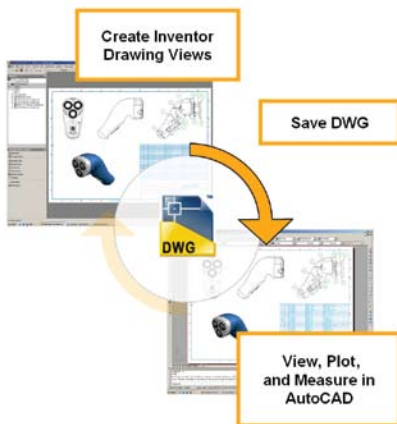 Create Inventor
Drawing Views
Save DWG
DWG
View, Plot,
and Measure in
AutoCAD